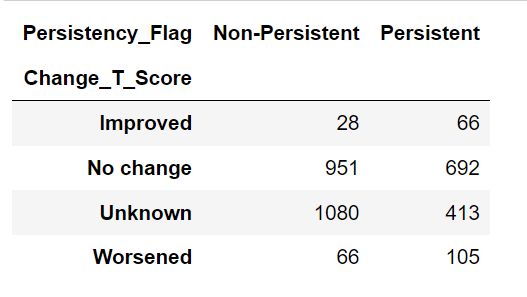 Persistency_Flag Non-Persistent Persistent
Change_T_Score
Improved 28 66
No change 951 692
Unknown 1080 413
Worsened 66 105